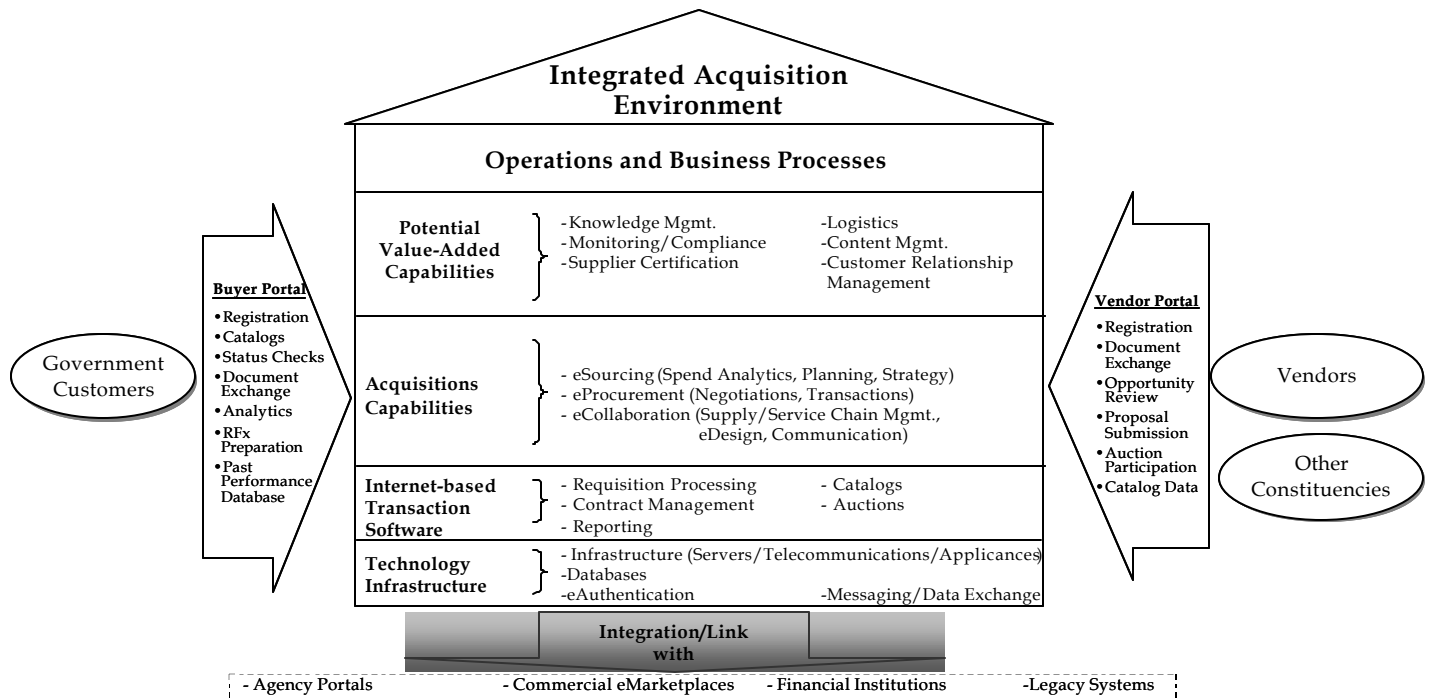 Integrated Acquisition
Environment
Operations and Business Processes
Potential
Value-Added
Capabilities
-Knowledge Mgmt.
-Monitoring/Compliance
-Supplier Certification
-Logistics
-Content Mgmt.
-Customer Relationship
Management
Acquisitions
Capabilities
- eSourcing (Spend Analytics, Planning, Strategy)
- eProcurement (Negotiations, Transactions)
- eCollaboration (Supply/Service Chain Mgmt.,
eDesign, Communication)
Internet-based
Transaction
Software
- Requisition Processing
- Contract Management
- Reporting
- Catalogs
- Auctions
Technology
Infrastructure
- Infrastructure (Servers/Telecommunications/Applicances)
-Databases
-eAuthentication
-Messaging/Data Exchange
Government
Customers
Buyer Portal
•Registration
•Catalogs
•Status Checks
•Document
Exchange
•Analytics
•RFx
Preparation
•Past
Performance
Database
Vendor Portal
•Registration
•Document
Exchange
•Opportunity
Review
•Proposal
Submission
•Auction
Participation
•Catalog Data
Vendors
Other
Constituencies
Integration/Link
with
- Agency Portals
- Commercial eMarketplaces
- Financial Institutions
-Legacy Systems